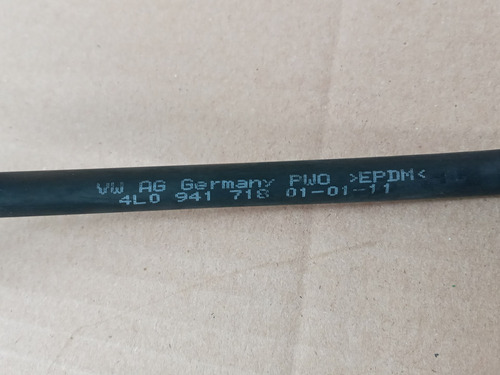 VW AG Germany PWO >EPDM<
4L0 941 718 01-01-11